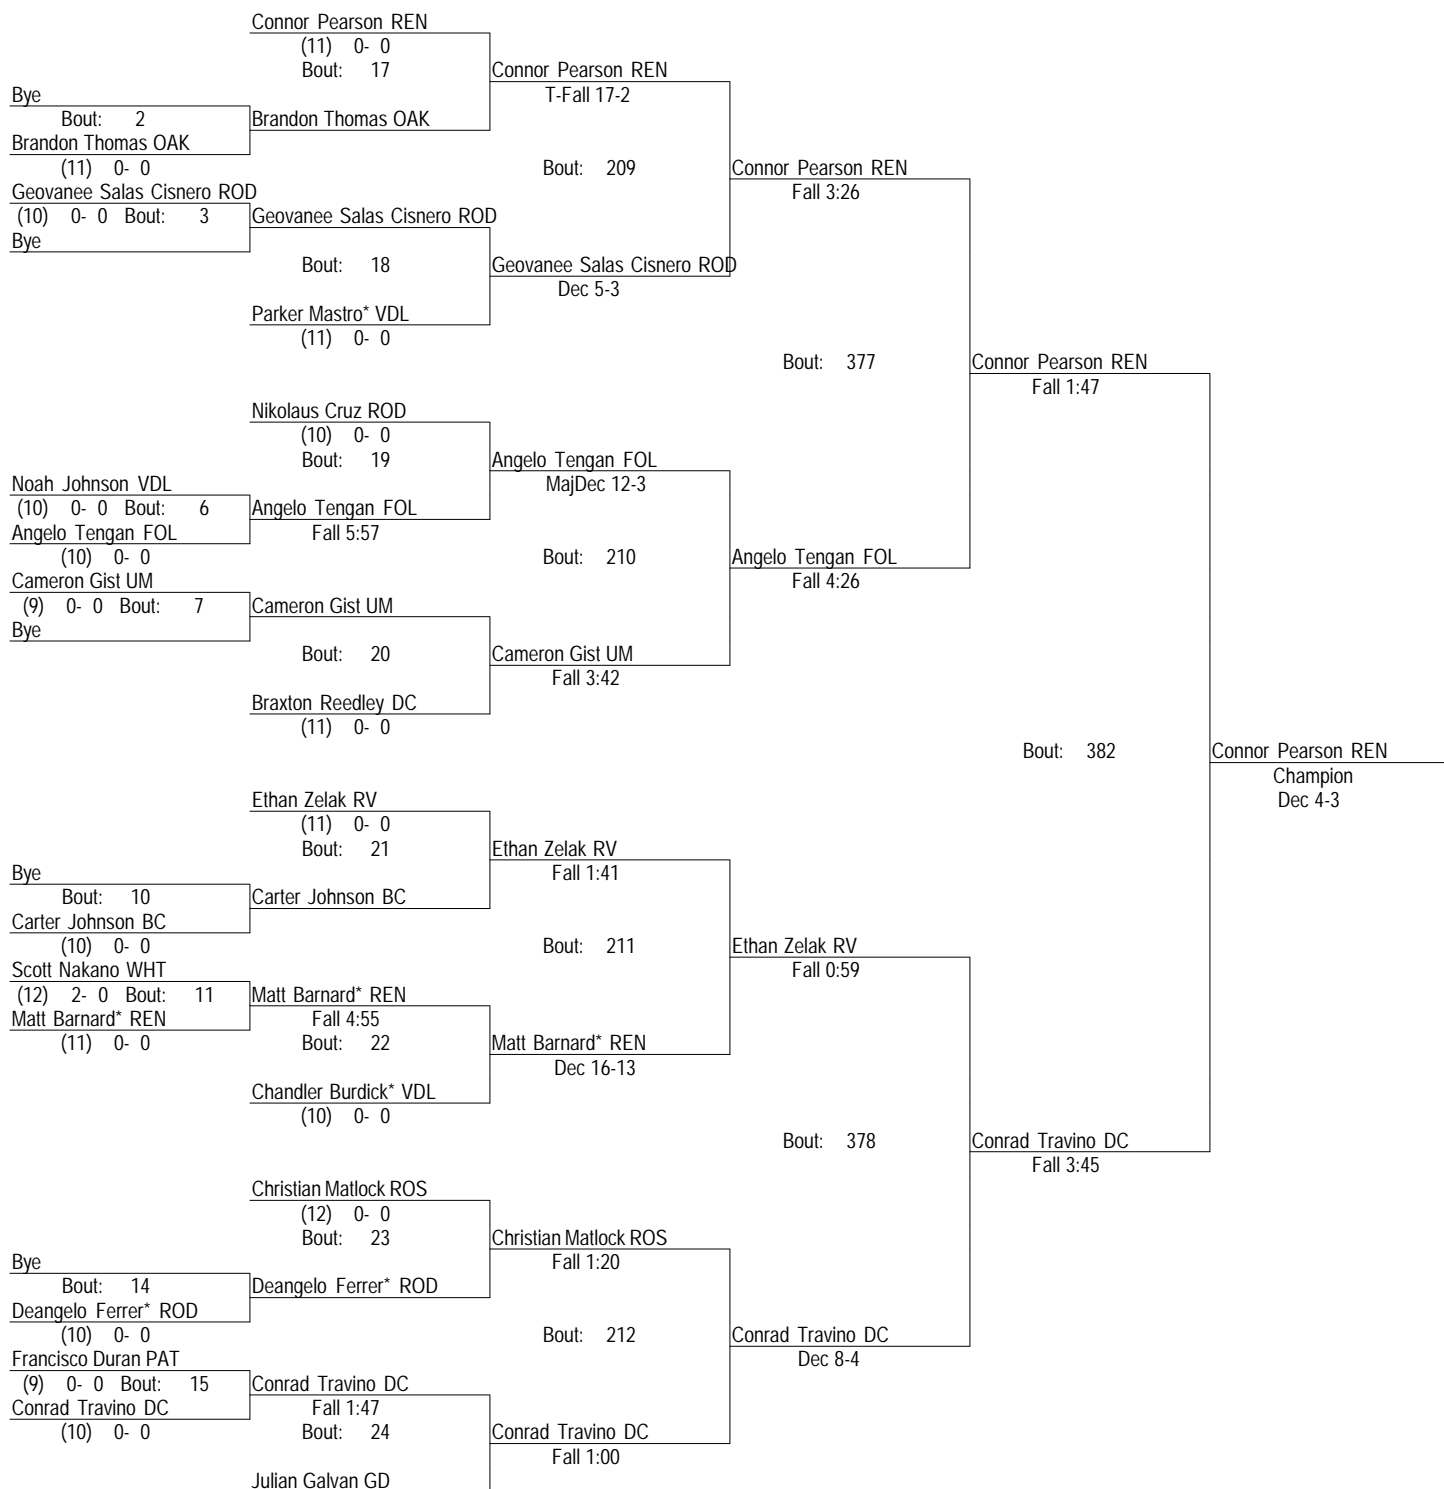 Connor Pearson REN
(11) 0- 0
Bout: 17
Connor Pearson REN
T-Fall 17-2
Bye
Bout: 2
Brandon Thomas OAK
Brandon Thomas OAK
(11) 0- 0
Bout: 209
Connor Pearson REN
Fall 3:26
Geovanee Salas Cisnero ROD
(10) 0- 0 Bout: 3
Geovanee Salas Cisnero ROD
Bye
Bout: 18
Geovanee Salas Cisnero ROD
Dec 5-3
Parker Mastro* VDL
(11) 0- 0
Bout: 377
Connor Pearson REN
Fall 1:47
Nikolaus Cruz ROD
(10) 0- 0
Bout: 19
Angelo Tengan FOL
MajDec 12-3
Noah Johnson VDL
(10) 0- 0 Bout: 6
Angelo Tengan FOL
Fall 5:57
Angelo Tengan FOL
(10) 0- 0
Bout: 210
Angelo Tengan FOL
Fall 4:26
Cameron Gist UM
(9) 0- 0 Bout: 7
Cameron Gist UM
Bye
Bout: 20
Cameron Gist UM
Fall 3:42
Braxton Reedley DC
(11) 0- 0
Bout: 382
Connor Pearson REN
Champion
Dec 4-3
Ethan Zelak RV
(11) 0- 0
Bout: 21
Ethan Zelak RV
Fall 1:41
Bye
Bout: 10
Carter Johnson BC
Carter Johnson BC
(10) 0- 0
Bout: 211
Ethan Zelak RV
Fall 0:59
Scott Nakano WHT
(12) 2- 0 Bout: 11
Matt Barnard* REN
Fall 4:55
Matt Barnard* REN
(11) 0- 0
Bout: 22
Matt Barnard* REN
Dec 16-13
Chandler Burdick* VDL
(10) 0- 0
Bout: 378
Conrad Travino DC
Fall 3:45
Christian Matlock ROS
(12) 0- 0
Bout: 23
Christian Matlock ROS
Fall 1:20
Bye
Bout: 14
Deangelo Ferrer* ROD
Deangelo Ferrer* ROD
(10) 0- 0
Bout: 212
Conrad Travino DC
Dec 8-4
Francisco Duran PAT
(9) 0- 0 Bout: 15
Conrad Travino DC
Fall 1:47
Conrad Travino DC
(10) 0- 0
Bout: 24
Conrad Travino DC
Fall 1:00
Julian Galvan GD